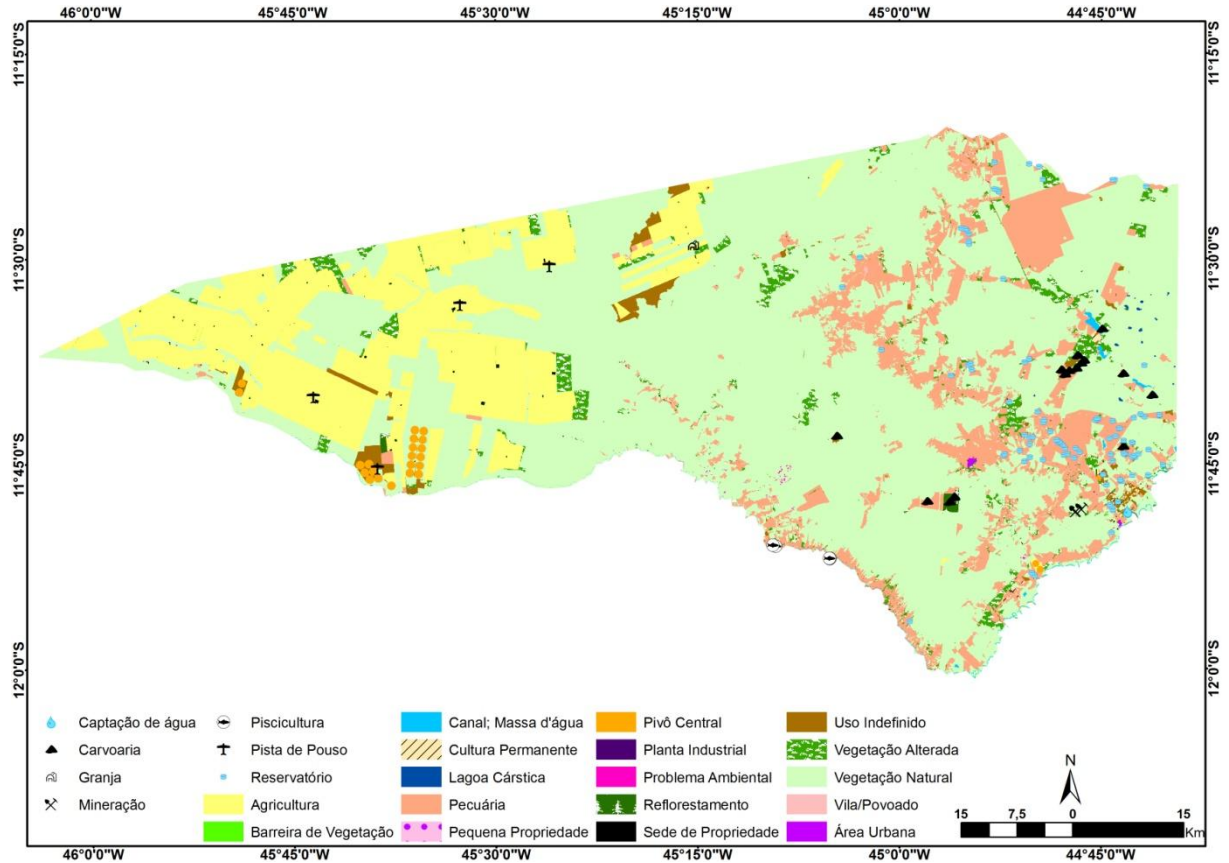 46°0'0"W 45°45'0"W 45°30'0"W 45°15'0"W 45°0'0"W 44°45'0"W
11°15'0"S 11°15'0"S
11°30'0"S 11°30'0"S
11°45'0"S 11°45'0"S
12°0'0"S 12°0'0"S
Captação de água
Carvoaria
Granja
Mineração
Piscicultura
Pista de Pouso
Reservatório
Agricultura
Barreira de Vegetação
Canal; Massa d'água
Cultura Permanente
Lagoa Cárstica
Pecuária
Pequena Propriedade
Pivô Central
Planta Industrial
Problema Ambiental
Reflorestamento
Sede de Propriedade
Uso Indefinido
Vegetação Alterada
Vegetação Natural
Vila/Povoado
Área Urbana
N
15 7,5 0 15
Km
46°0'0"W 45°45'0"W 45°30'0"W 45°15'0"W 45°0'0"W 44°45'0"W